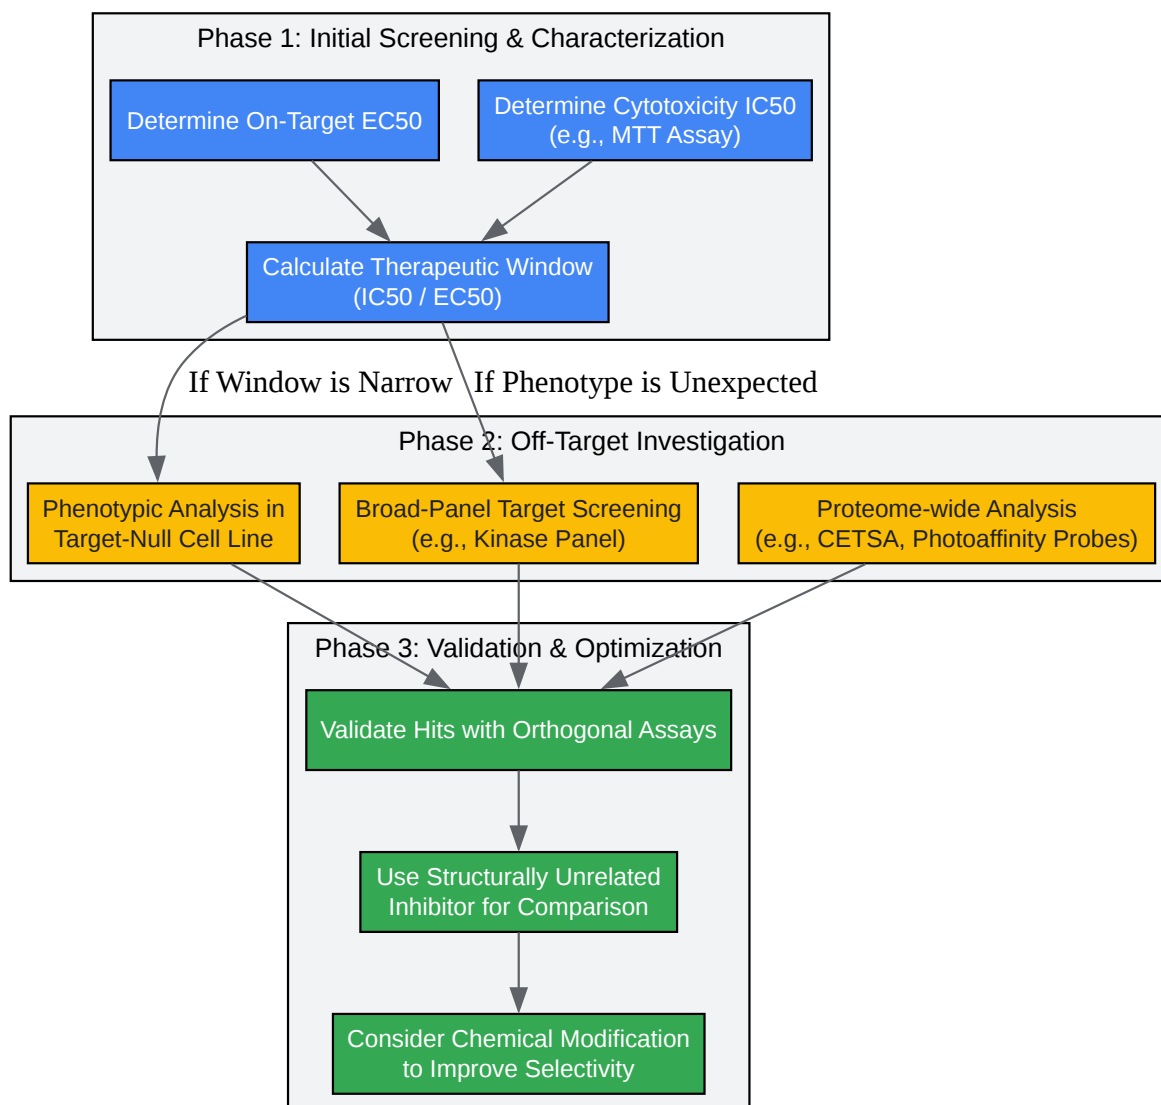 Phase 1: Initial Screening & Characterization
Determine On-Target EC50
Determine Cytotoxicity IC50
(e.g., MTT Assay)
Calculate Therapeutic Window
(IC50 / EC50)
If Window is Narrow
If Phenotype is Unexpected
Phase 2: Off-Target Investigation
Phenotypic Analysis in
Target-Null Cell Line
Broad-Panel Target Screening
(e.g., Kinase Panel)
Proteome-wide Analysis
(e.g., CETSA, Photoaffinity Probes)
Phase 3: Validation & Optimization
Validate Hits with Orthogonal Assays
Use Structurally Unrelated
Inhibitor for Comparison
Consider Chemical Modification
to Improve Selectivity